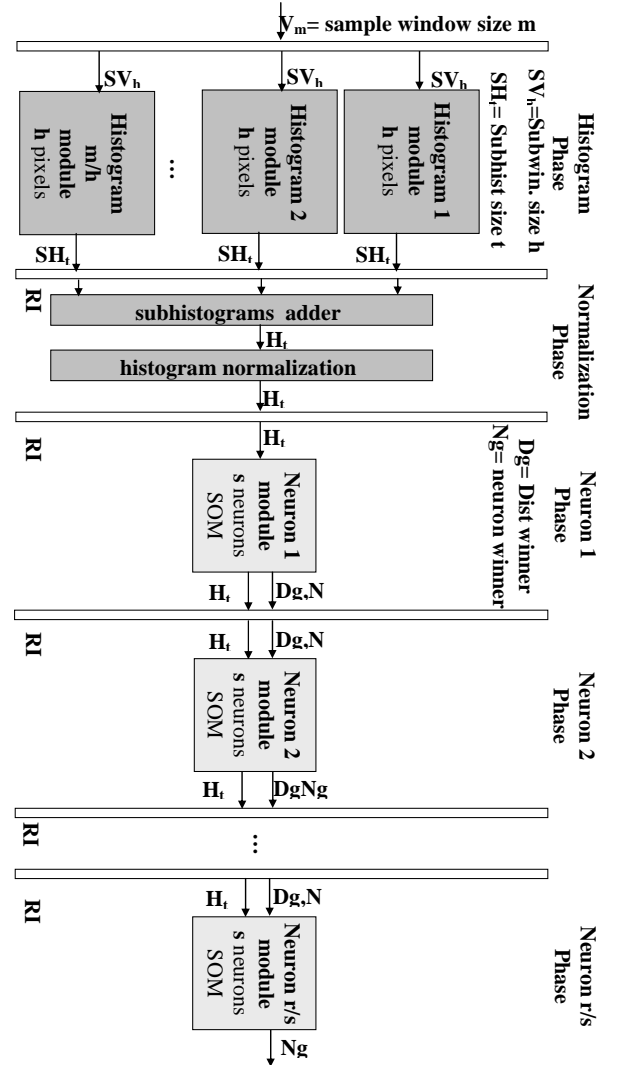 V_m= sample window size m
SV_h
SV_h
SV_h
Histogram
m/h
module
h pixels
...
Histogram 2
module
h pixels
Histogram 1
module
h pixels
SV_h=Subwin. size h
SH_t= Subhist size t
Histogram
Phase
SH_t
SH_t
SH_t
RI
subhistograms adder
H_t
histogram normalization
H_t
Normalization
Phase
RI
H_t
Neuron 1
module
s neurons
SOM
Dg= Dist winner
Ng= neuron winner
Neuron 1
Phase
H_t
Dg,N
RI
H_t
Dg,N
Neuron 2
module
s neurons
SOM
Neuron 2
Phase
H_t
DgNg
RI
...
RI
H_t
Dg,N
Neuron r/s
module
s neurons
SOM
Neuron r/s
Phase
Ng